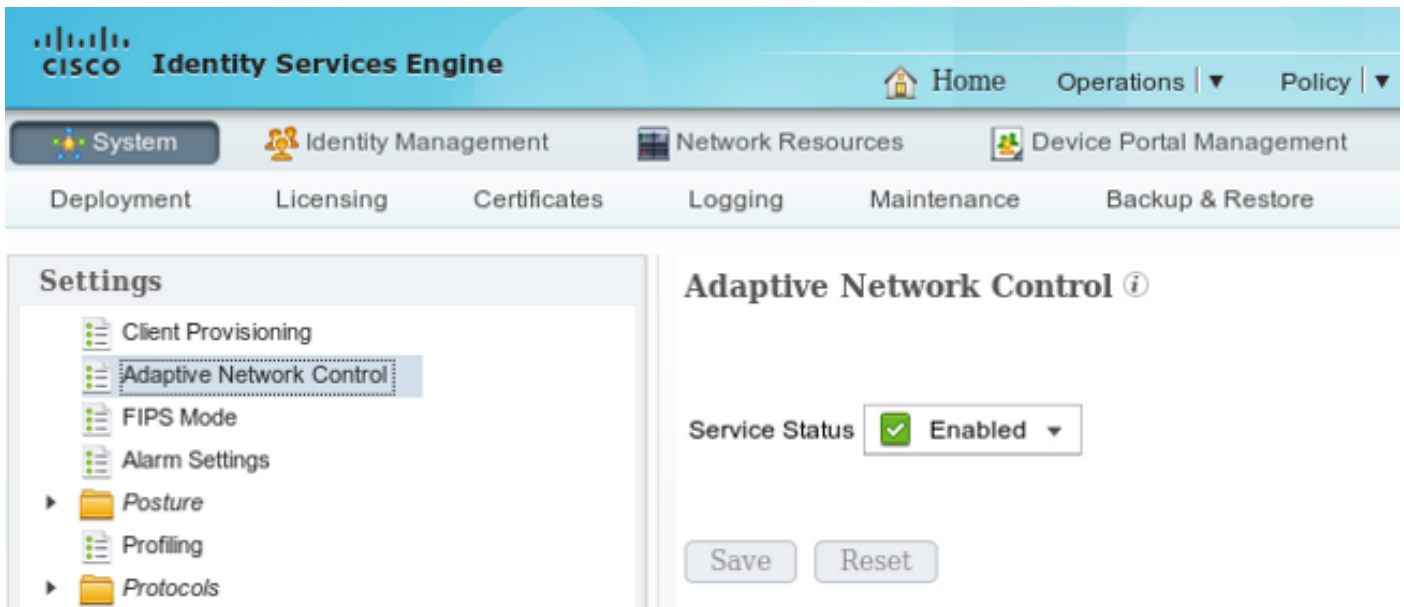 CISCO Identity Services Engine
Home Operations Policy
System Identity Management Network Resources Device Portal Management
Deployment Licensing Certificates Logging Maintenance Backup & Restore
Settings
Client Provisioning
Adaptive Network Control
FIPS Mode
Alarm Settings
Posture
Profiling
Protocols
Adaptive Network Control
Service Status Enabled
Save Reset